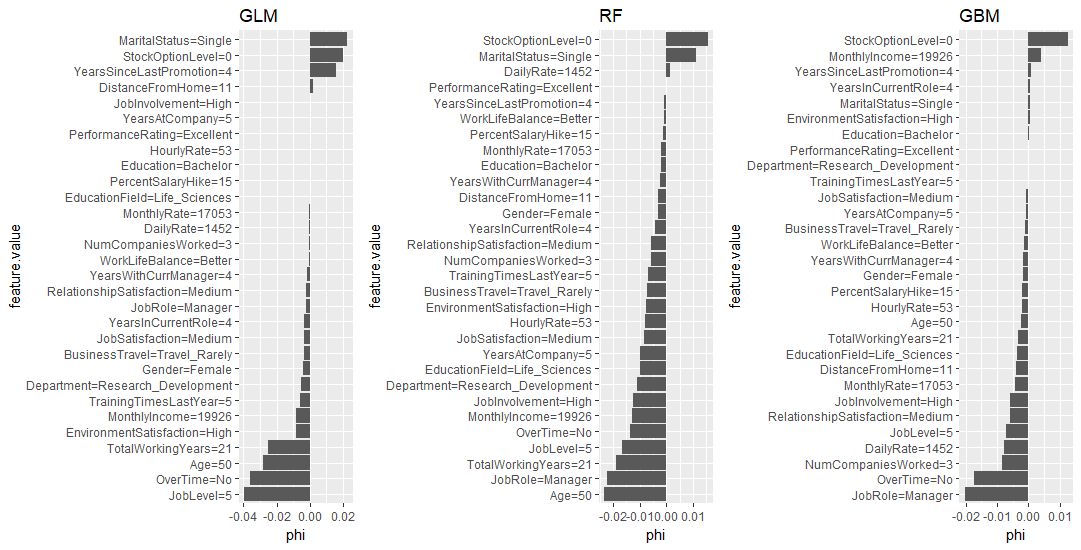 GLM
feature.value
MaritalStatus=Single
StockOptionLevel=0
YearsSinceLastPromotion=4
DistanceFromHome=11
JobInvolvement=High
YearsAtCompany=5
PerformanceRating=Excellent
HourlyRate=53
Education=Bachelor
PercentSalaryHike=15
EducationField=Life_Sciences
MonthlyRate=17053
DailyRate=1452
NumCompaniesWorked=3
WorkLifeBalance=Better
YearsWithCurrManager=4
RelationshipSatisfaction=Medium
JobRole=Manager
YearsInCurrentRole=4
JobSatisfaction=Medium
BusinessTravel=Travel_Rarely
Gender=Female
Department=Research_Development
TrainingTimesLastYear=5
MonthlyIncome=19926
EnvironmentSatisfaction=High
TotalWorkingYears=21
Age=50
OverTime=No
JobLevel=5
-0.04 -0.02 0.00 0.02
phi
RF
feature.value
StockOptionLevel=0
MaritalStatus=Single
DailyRate=1452
PerformanceRating=Excellent
YearsSinceLastPromotion=4
WorkLifeBalance=Better
PercentSalaryHike=15
MonthlyRate=17053
Education=Bachelor
YearsWithCurrManager=4
DistanceFromHome=11
Gender=Female
YearsInCurrentRole=4
RelationshipSatisfaction=Medium
NumCompaniesWorked=3
TrainingTimesLastYear=5
BusinessTravel=Travel_Rarely
EnvironmentSatisfaction=High
HourlyRate=53
JobSatisfaction=Medium
YearsAtCompany=5
EducationField=Life_Sciences
Department=Research_Development
JobInvolvement=High
MonthlyIncome=19926
OverTime=No
JobLevel=5
TotalWorkingYears=21
JobRole=Manager
Age=50
-0.02 -0.01 0.00 0.01
phi
GBM
feature.value
StockOptionLevel=0
MonthlyIncome=19926
YearsSinceLastPromotion=4
YearsInCurrentRole=4
MaritalStatus=Single
EnvironmentSatisfaction=High
Education=Bachelor
PerformanceRating=Excellent
Department=Research_Development
TrainingTimesLastYear=5
JobSatisfaction=Medium
YearsAtCompany=5
BusinessTravel=Travel_Rarely
WorkLifeBalance=Better
YearsWithCurrManager=4
Gender=Female
PercentSalaryHike=15
HourlyRate=53
Age=50
TotalWorkingYears=21
EducationField=Life_Sciences
DistanceFromHome=11
MonthlyRate=17053
JobInvolvement=High
RelationshipSatisfaction=Medium
JobLevel=5
DailyRate=1452
NumCompaniesWorked=3
OverTime=No
JobRole=Manager
-0.02 -0.01 0.00 0.01
phi